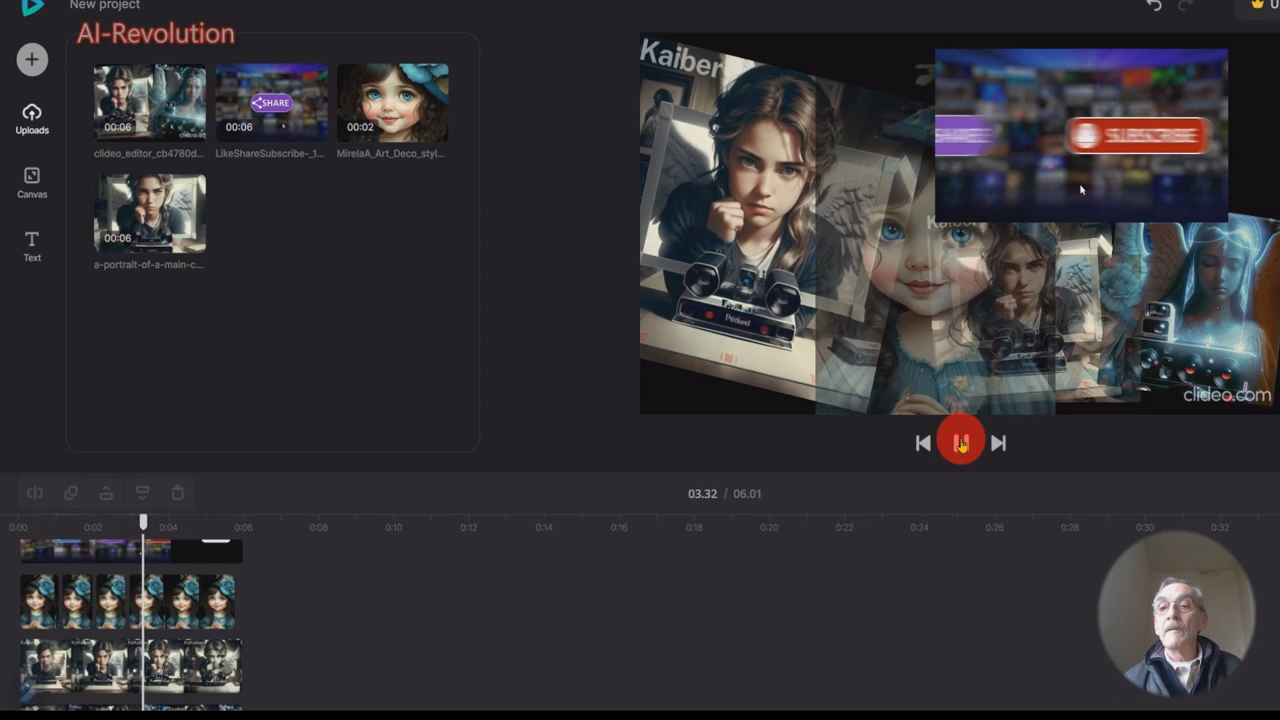 New project
U
AI-Revolution
Uploads
Canvas
Text
SHARE
00:06
00:06
00:02
clideo_editor_cb4780d...
LikeShareSubscribe-_1...
MirelaA_Art_Deco_styl...
00:06
a-portrait-of-a-main-c...
Kaiber
SUBSCRIBE
Kaiber
clideo.com
03.32 / 06.01
0:00 0:02 0:04 0:06 0:08 0:10 0:12 0:14 0:16 0:18 0:20 0:22 0:24 0:26 0:28 0:30 0:32